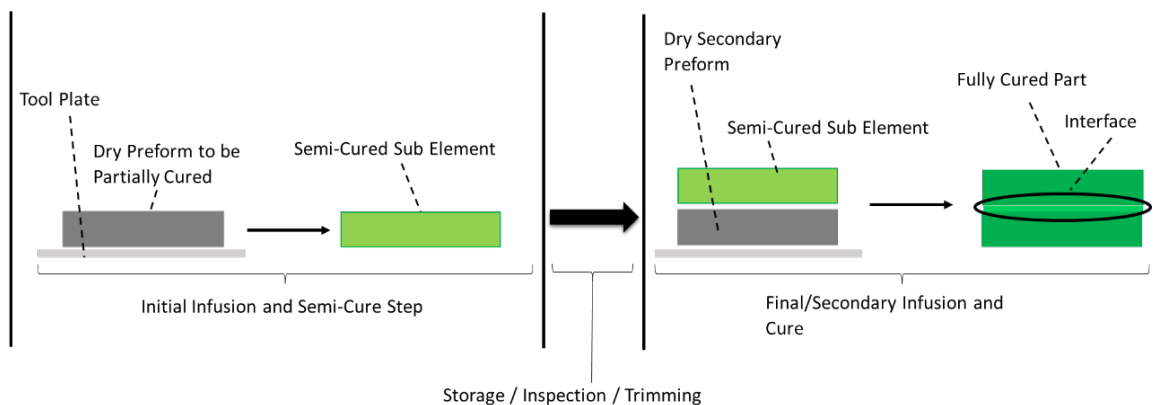 Tool Plate
Dry Preform to be
Partially Cured
Semi-Cured Sub Element
Initial Infusion and Semi-Cure Step
Storage / Inspection / Trimming
Dry Secondary
Preform
Semi-Cured Sub Element
Fully Cured Part
Interface
Final/Secondary Infusion and
Cure